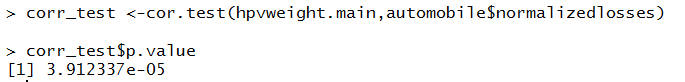 > corr_test <-cor.test(hpvweight.main,automobile$normalizedlosses)
> corr_test$p.value
[1] 3.912337e-05